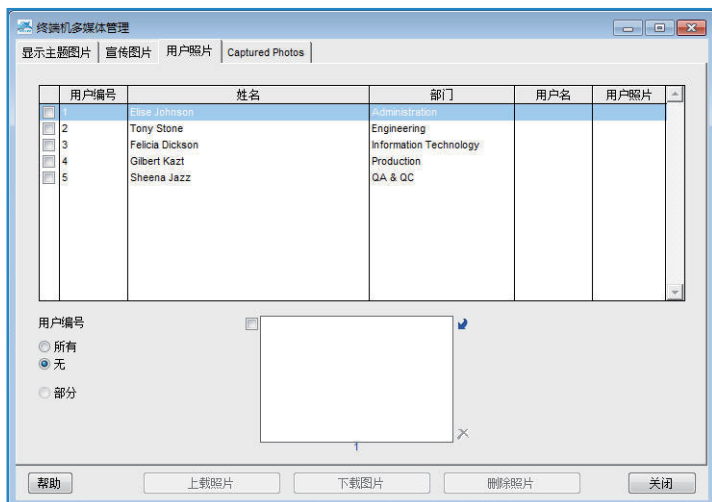 终端机多媒体管理
显示主题图片 宣传图片 用户照片 Captured Photos
用户编号 姓名 部门 用户名 用户照片
1 Elise Johnson Administration
2 Tony Stone Engineering
3 Felicia Dickson Information Technology
4 Gilbert Kazt Production
5 Sheena Jazz QA & QC
用户编号
所有
无
部分
1
帮助 上载照片 下载图片 删除照片 关闭